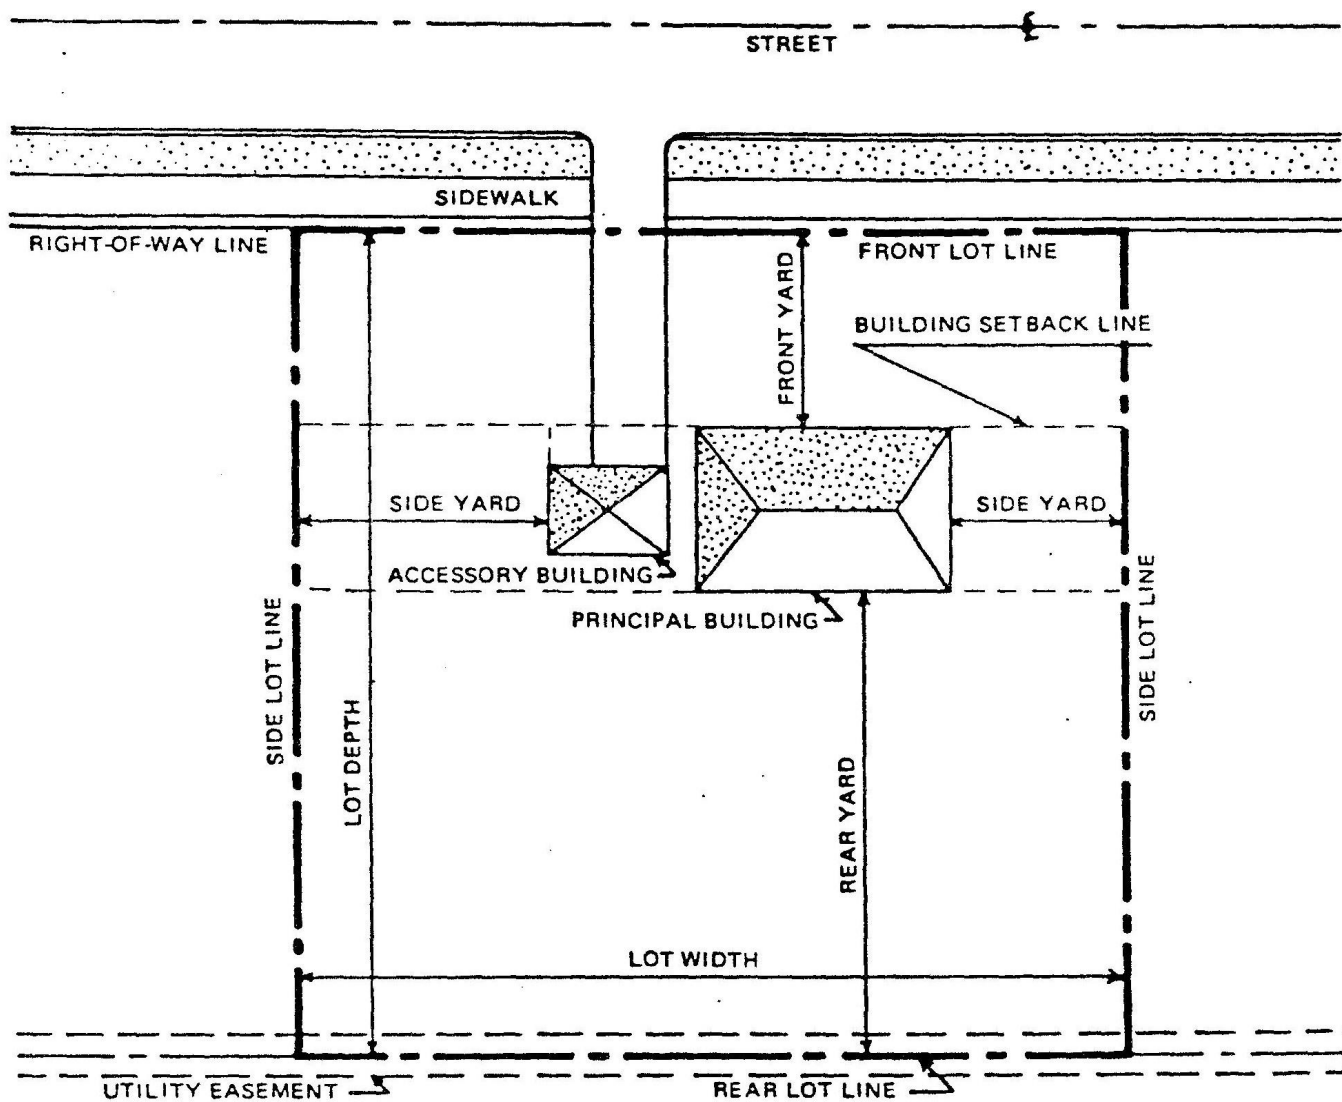 STREET
SIDEWALK
RIGHT-OF-WAY LINE
FRONT LOT LINE
FRONT YARD
BUILDING SETBACK LINE
SIDE YARD
SIDE YARD
ACCESSORY BUILDING
PRINCIPAL BUILDING
SIDE LOT LINE
SIDE LOT LINE
LOT DEPTH
REAR YARD
LOT WIDTH
UTILITY EASEMENT
REAR LOT LINE